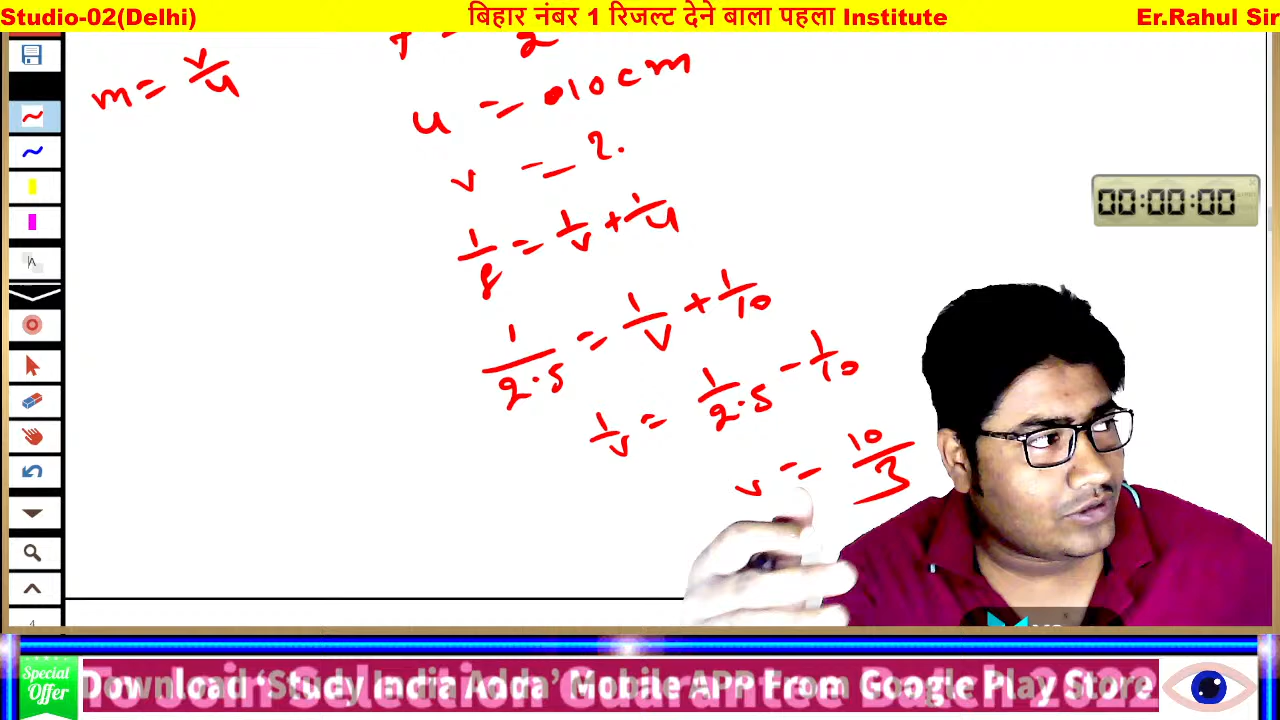 Studio-02(Delhi) बिहार नंबर 1 रिजल्ट देने बाला पहला Institute Er.Rahul Sir
m = v/u
u = 10cm
v = ?.
1/f = 1/v + 1/u
1/2.5 = 1/v + 1/10
1/v = 1/2.5 - 1/10
v = 10/3
00:00:00
Special
Offer
Download 'Study India Adda' Mobile APP From Google Play Store